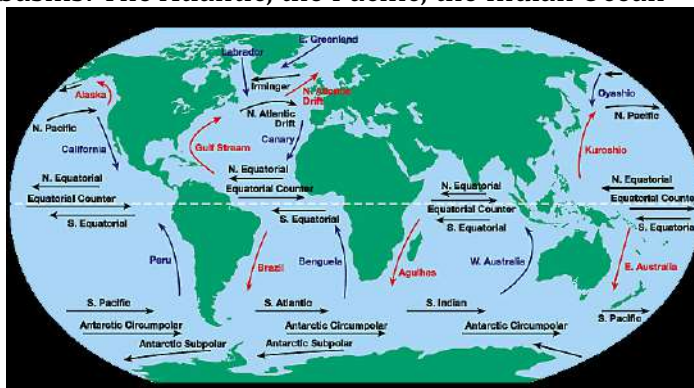 basins: The Atlantic, the Pacific, the Indian Ocean
E. Greenland
Labrador
Irminger
Alaska
N. Atlantic
Drift
Oyashio
N. Pacific
N. Atlantic
Drift
N. Pacific
California
Gulf Stream
Canary
Kuroshio
N. Equatorial
N. Equatorial
N. Equatorial
N. Equatorial
Equatorial Counter
Equatorial Counter
Equatorial Counter
Equatorial Counter
S. Equatorial
S. Equatorial
S. Equatorial
S. Equatorial
Peru
Brazil
Benguela
Agulhas
W. Australia
E. Australia
S. Pacific
S. Atlantic
S. Indian
S. Pacific
Antarctic Circumpolar
Antarctic Circumpolar
Antarctic Circumpolar
Antarctic Subpolar
Antarctic Subpolar